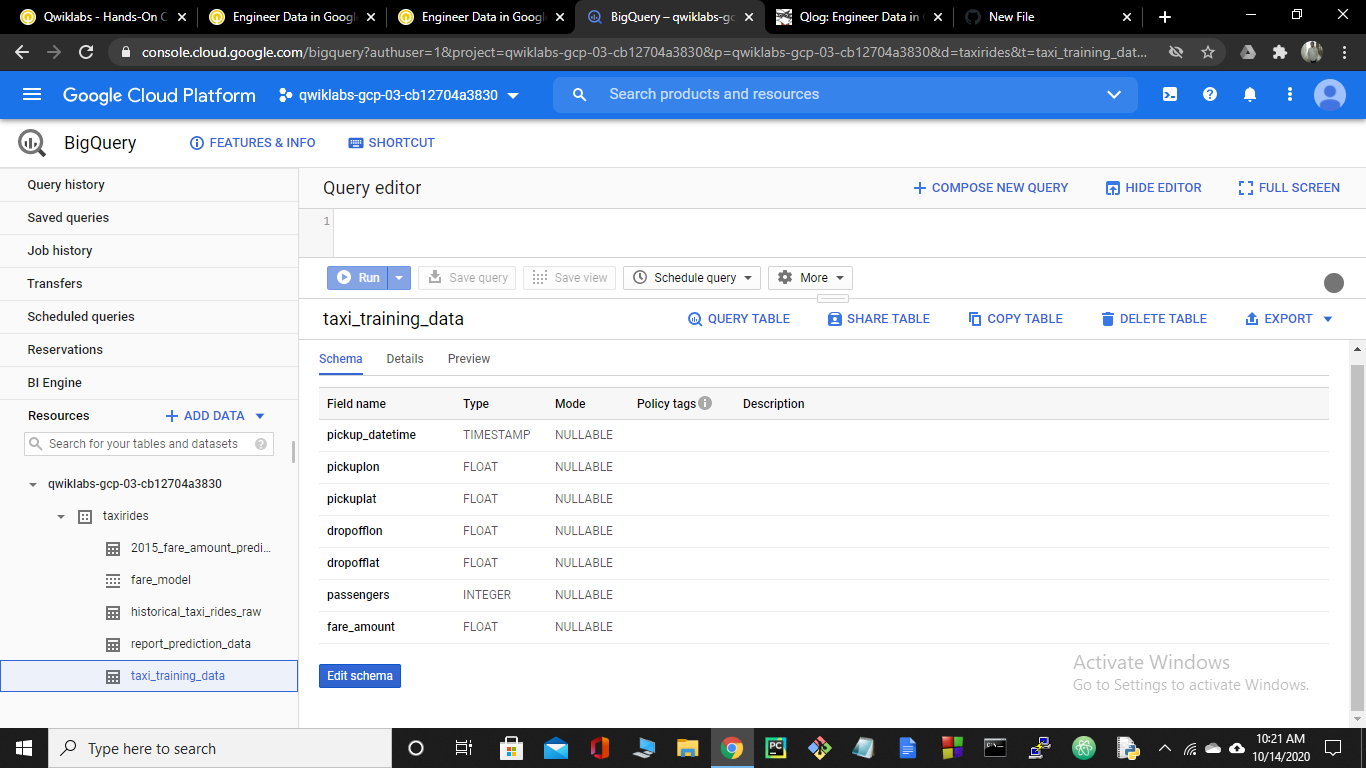 Qwiklabs - Hands-On C
Engineer Data in Google
Engineer Data in Google
BigQuery – qwiklabs-gc
Qlog: Engineer Data in
New File
console.cloud.google.com/bigquery?authuser=1&project=qwiklabs-gcp-03-cb12704a3830&p=qwiklabs-gcp-03-cb12704a3830&d=taxirides&t=taxi_training_dat...
Google Cloud Platform
qwiklabs-gcp-03-cb12704a3830
Search products and resources
BigQuery
FEATURES & INFO
SHORTCUT
Query history
Saved queries
Job history
Transfers
Scheduled queries
Reservations
BI Engine
Resources
ADD DATA
Search for your tables and datasets
qwiklabs-gcp-03-cb12704a3830
taxirides
2015_fare_amount_predi...
fare_model
historical_taxi_rides_raw
report_prediction_data
taxi_training_data
Query editor
COMPOSE NEW QUERY
HIDE EDITOR
FULL SCREEN
1
Run
Save query
Save view
Schedule query
More
taxi_training_data
QUERY TABLE
SHARE TABLE
COPY TABLE
DELETE TABLE
EXPORT
Schema Details Preview
Field name Type Mode Policy tags Description
pickup_datetime TIMESTAMP NULLABLE
pickuplon FLOAT NULLABLE
pickuplat FLOAT NULLABLE
dropofflon FLOAT NULLABLE
dropofflat FLOAT NULLABLE
passengers INTEGER NULLABLE
fare_amount FLOAT NULLABLE
Edit schema
Activate Windows
Go to Settings to activate Windows.
Type here to search
10:21 AM
10/14/2020